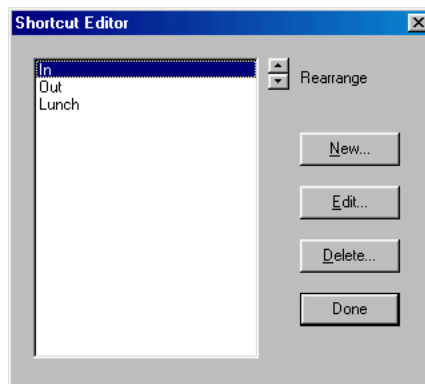 Shortcut Editor
In
Out
Lunch
Rearrange
New...
Edit...
Delete...
Done